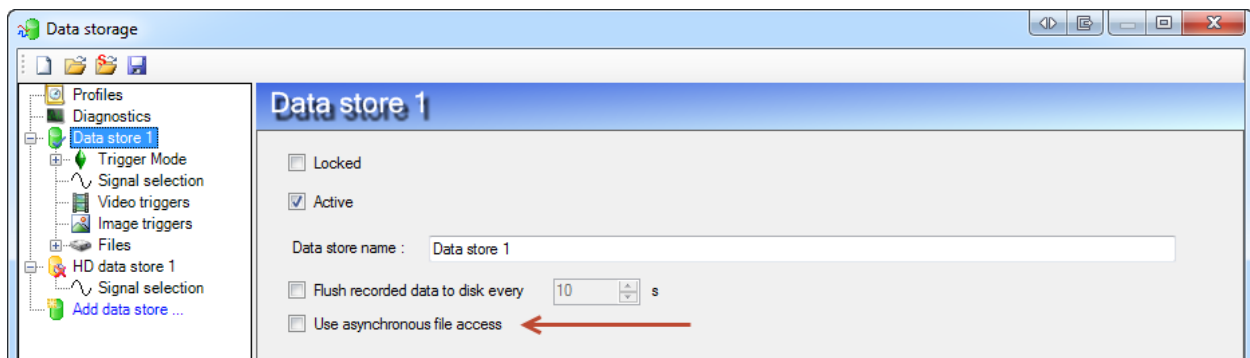 Data storage
Profiles
Diagnostics
Data store 1
Trigger Mode
Signal selection
Video triggers
Image triggers
Files
HD data store 1
Signal selection
Add data store ...
Data store 1
Locked
Active
Data store name : Data store 1
Flush recorded data to disk every 10 s
Use asynchronous file access